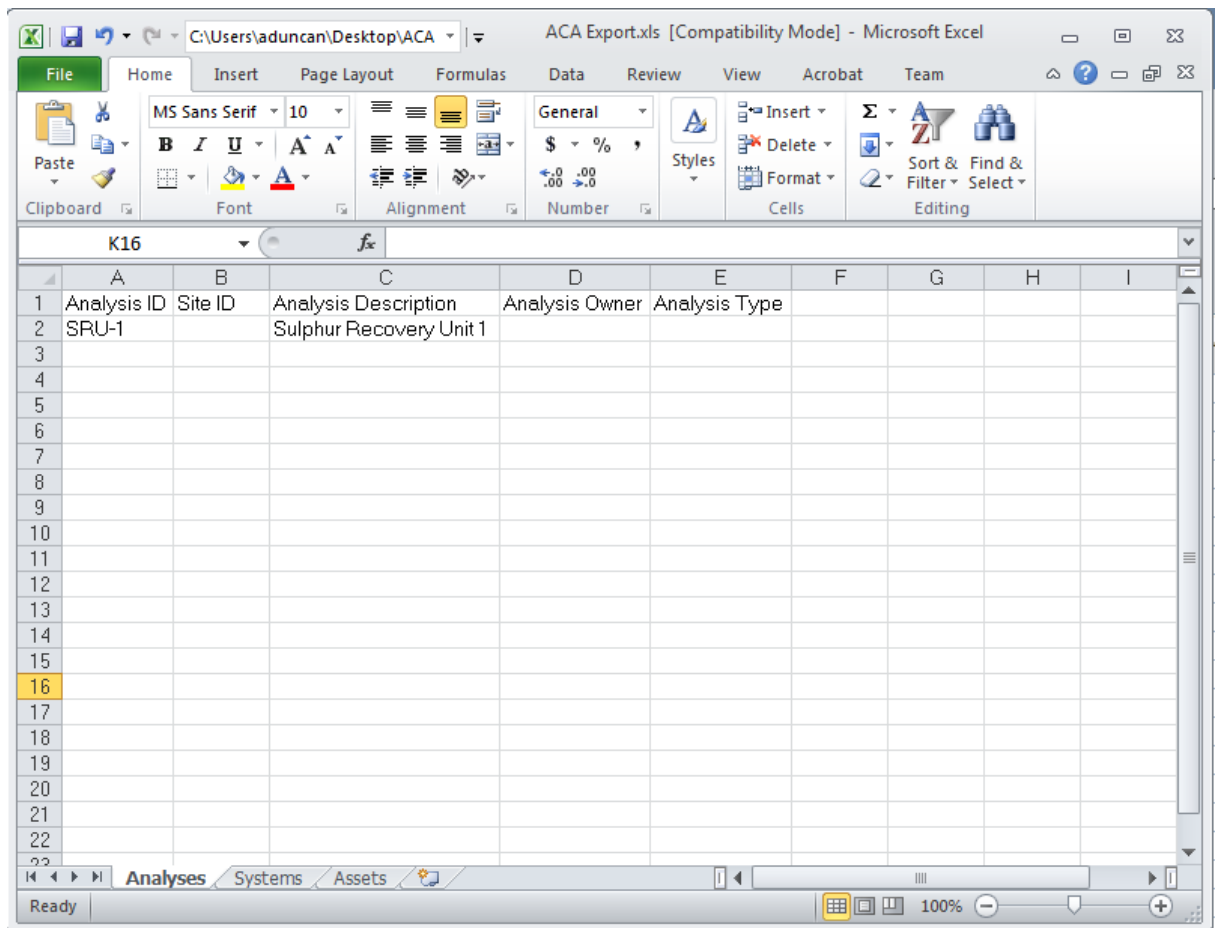 C:\Users\aduncan\Desktop\ACA ACA Export.xls [Compatibility Mode] - Microsoft Excel
File Home Insert Page Layout Formulas Data Review View Acrobat Team
MS Sans Serif 10 General Insert Σ
B I U A A $ % , Delete
Paste Styles Sort & Find &
A .00 .0 Format Filter Select
Clipboard Font Alignment Number Cells Editing
K16 fx
A B C D E F G H I
1 Analysis ID Site ID Analysis Description Analysis Owner Analysis Type
2 SRU-1 Sulphur Recovery Unit 1
3
4
5
6
7
8
9
10
11
12
13
14
15
16
17
18
19
20
21
22
23
Analyses Systems Assets
Ready 100%